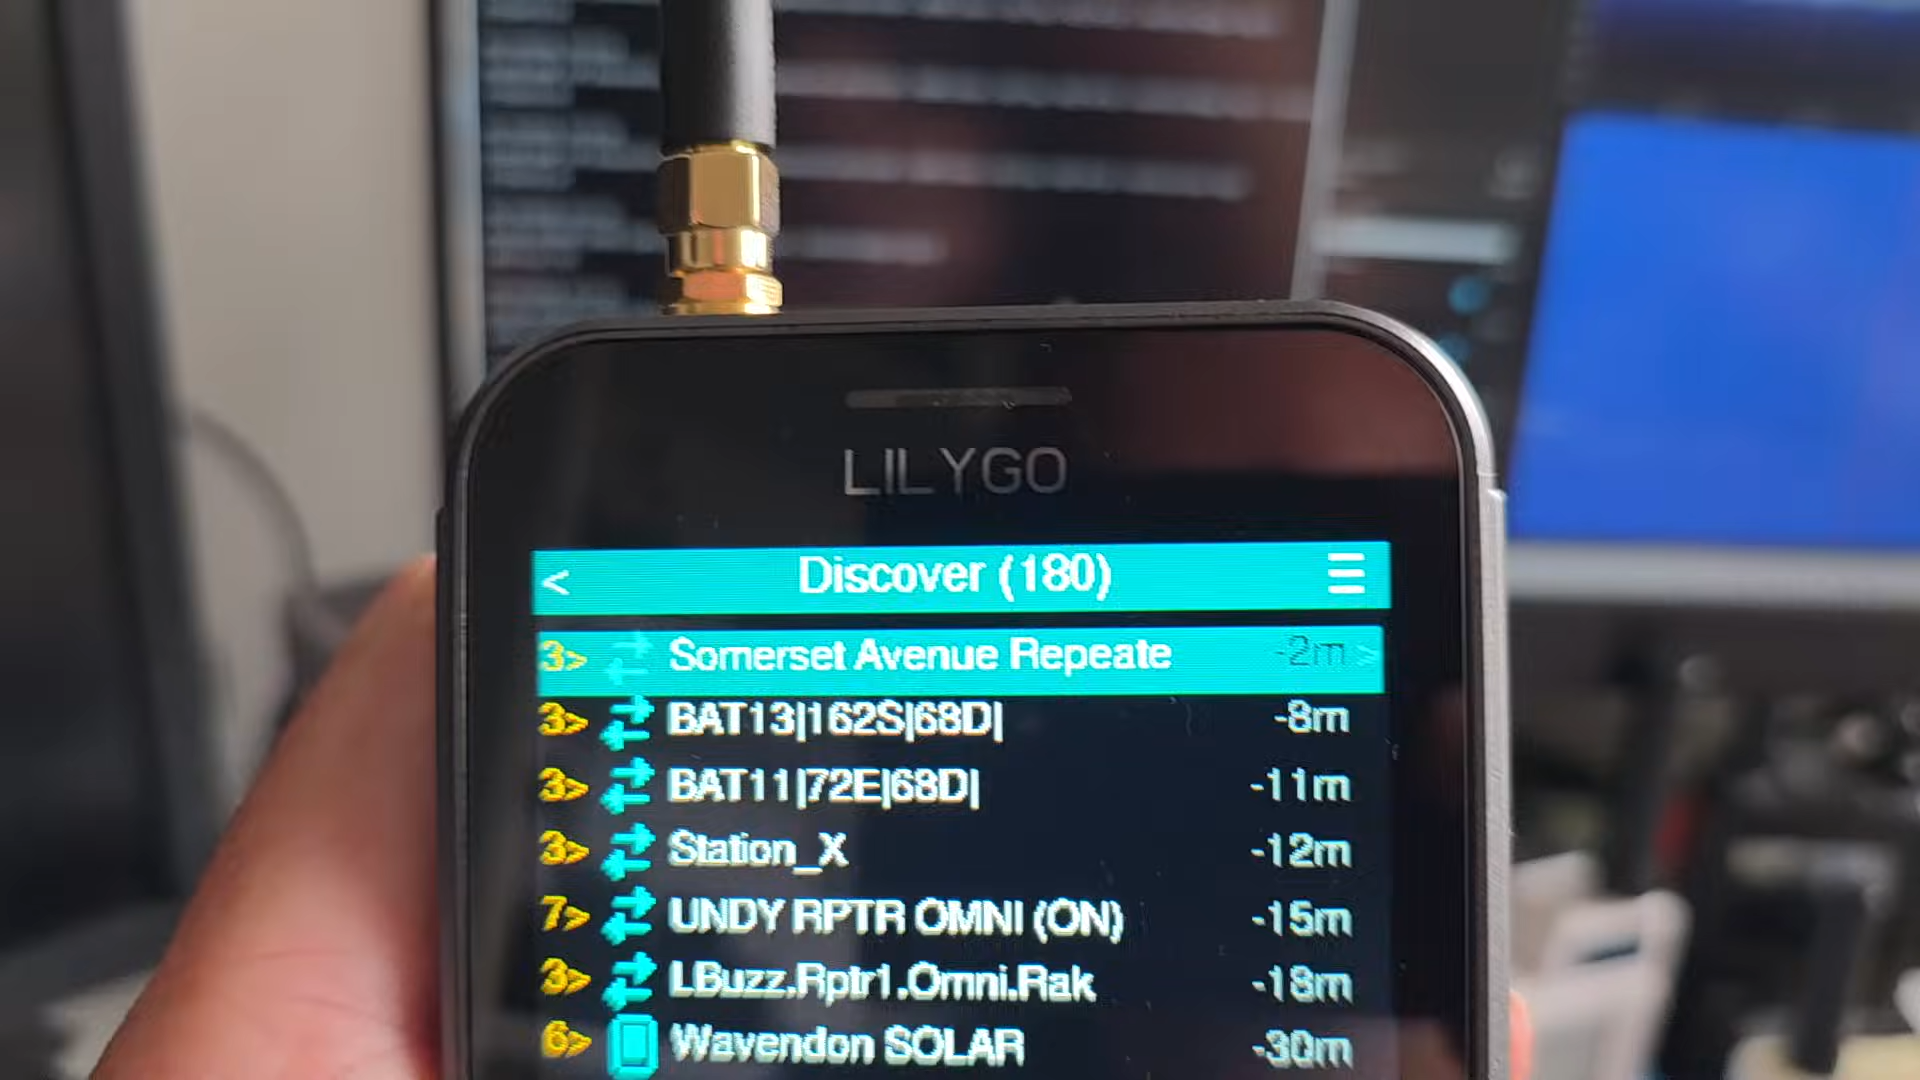 LILYGO
< Discover (180) ☰
3> Somerset Avenue Repeate -2m >
3> BAT13|162S|68D| -8m
3> BAT11|72E|68D| -11m
3> Station_X -12m
7> UNDY RPTR OMNI (ON) -15m
3> LBuzz.Rptr1.Omni.Rak -18m
6> Wavendon SOLAR -30m